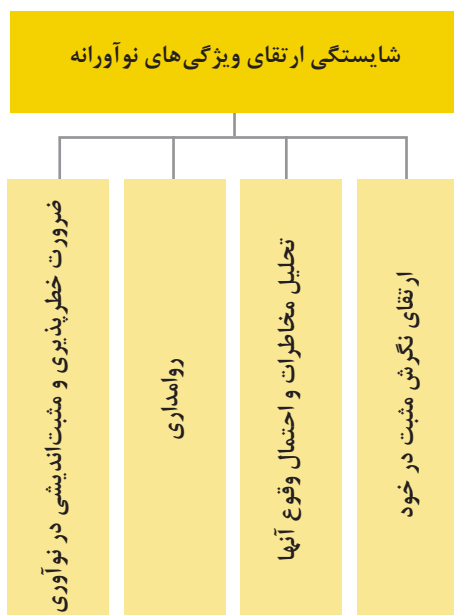 شایستگی ارتقای ویژگی‌های نوآورانه
ارتقای نگرش مثبت در خود
تحلیل مخاطرات و احتمال وقوع آنها
روامداری
ضرورت خطرپذیری و مثبت‌اندیشی در نوآوری